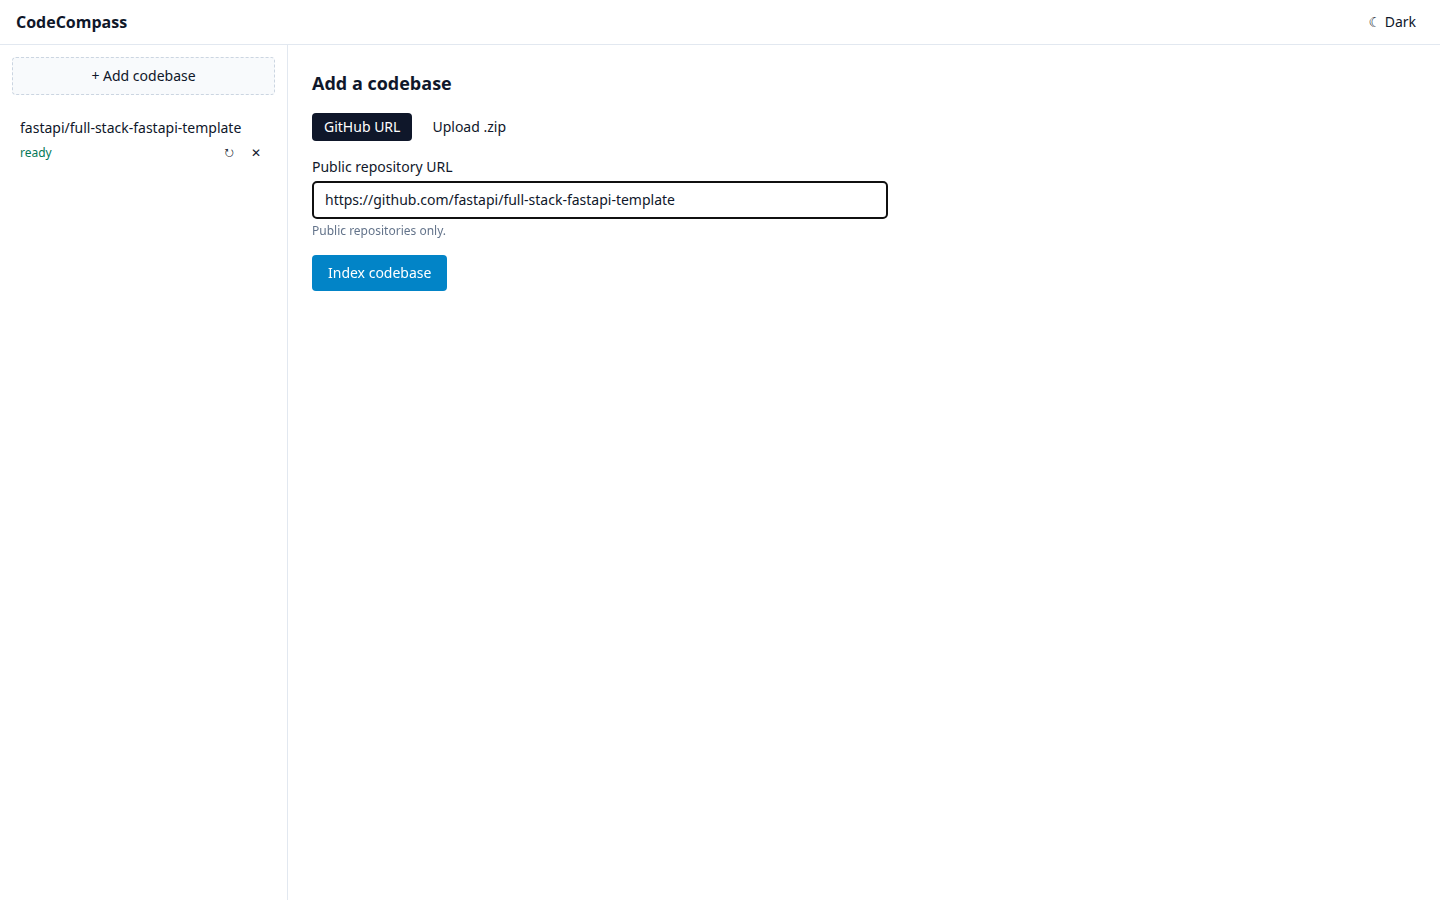 CodeCompass
☾ Dark
+ Add codebase
fastapi/full-stack-fastapi-template
ready ↻ ✕
Add a codebase
GitHub URL Upload .zip
Public repository URL
https://github.com/fastapi/full-stack-fastapi-template
Public repositories only.
Index codebase